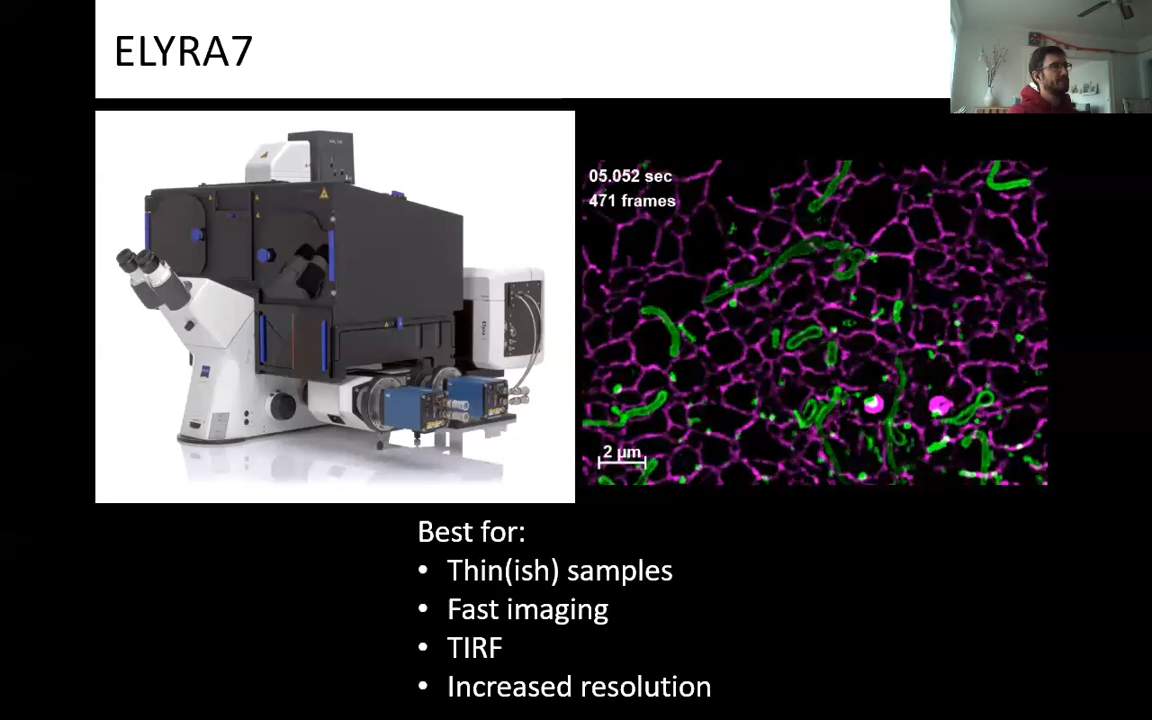 ELYRA7
05.052 sec
471 frames
2 µm
Best for:
• Thin(ish) samples
• Fast imaging
• TIRF
• Increased resolution